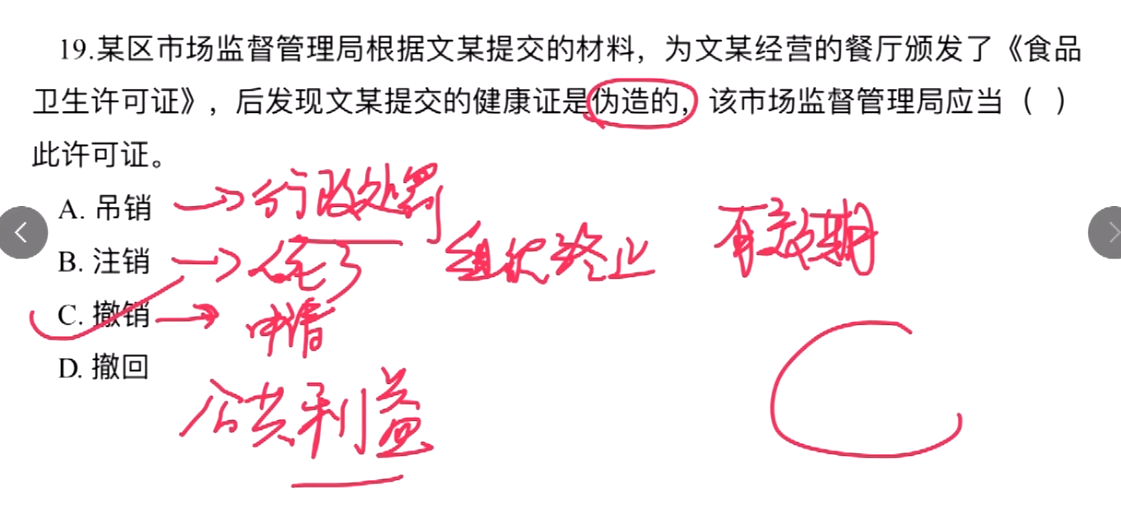 19.某区市场监督管理局根据文某提交的材料，为文某经营的餐厅颁发了《食品
卫生许可证》，后发现文某提交的健康证是伪造的，该市场监督管理局应当（ ）
此许可证。
A. 吊销 → 行政处罚
B. 注销 → 人宅了 组织终止 有效期
C. 撤销 → 申请
D. 撤回
公共利益
C